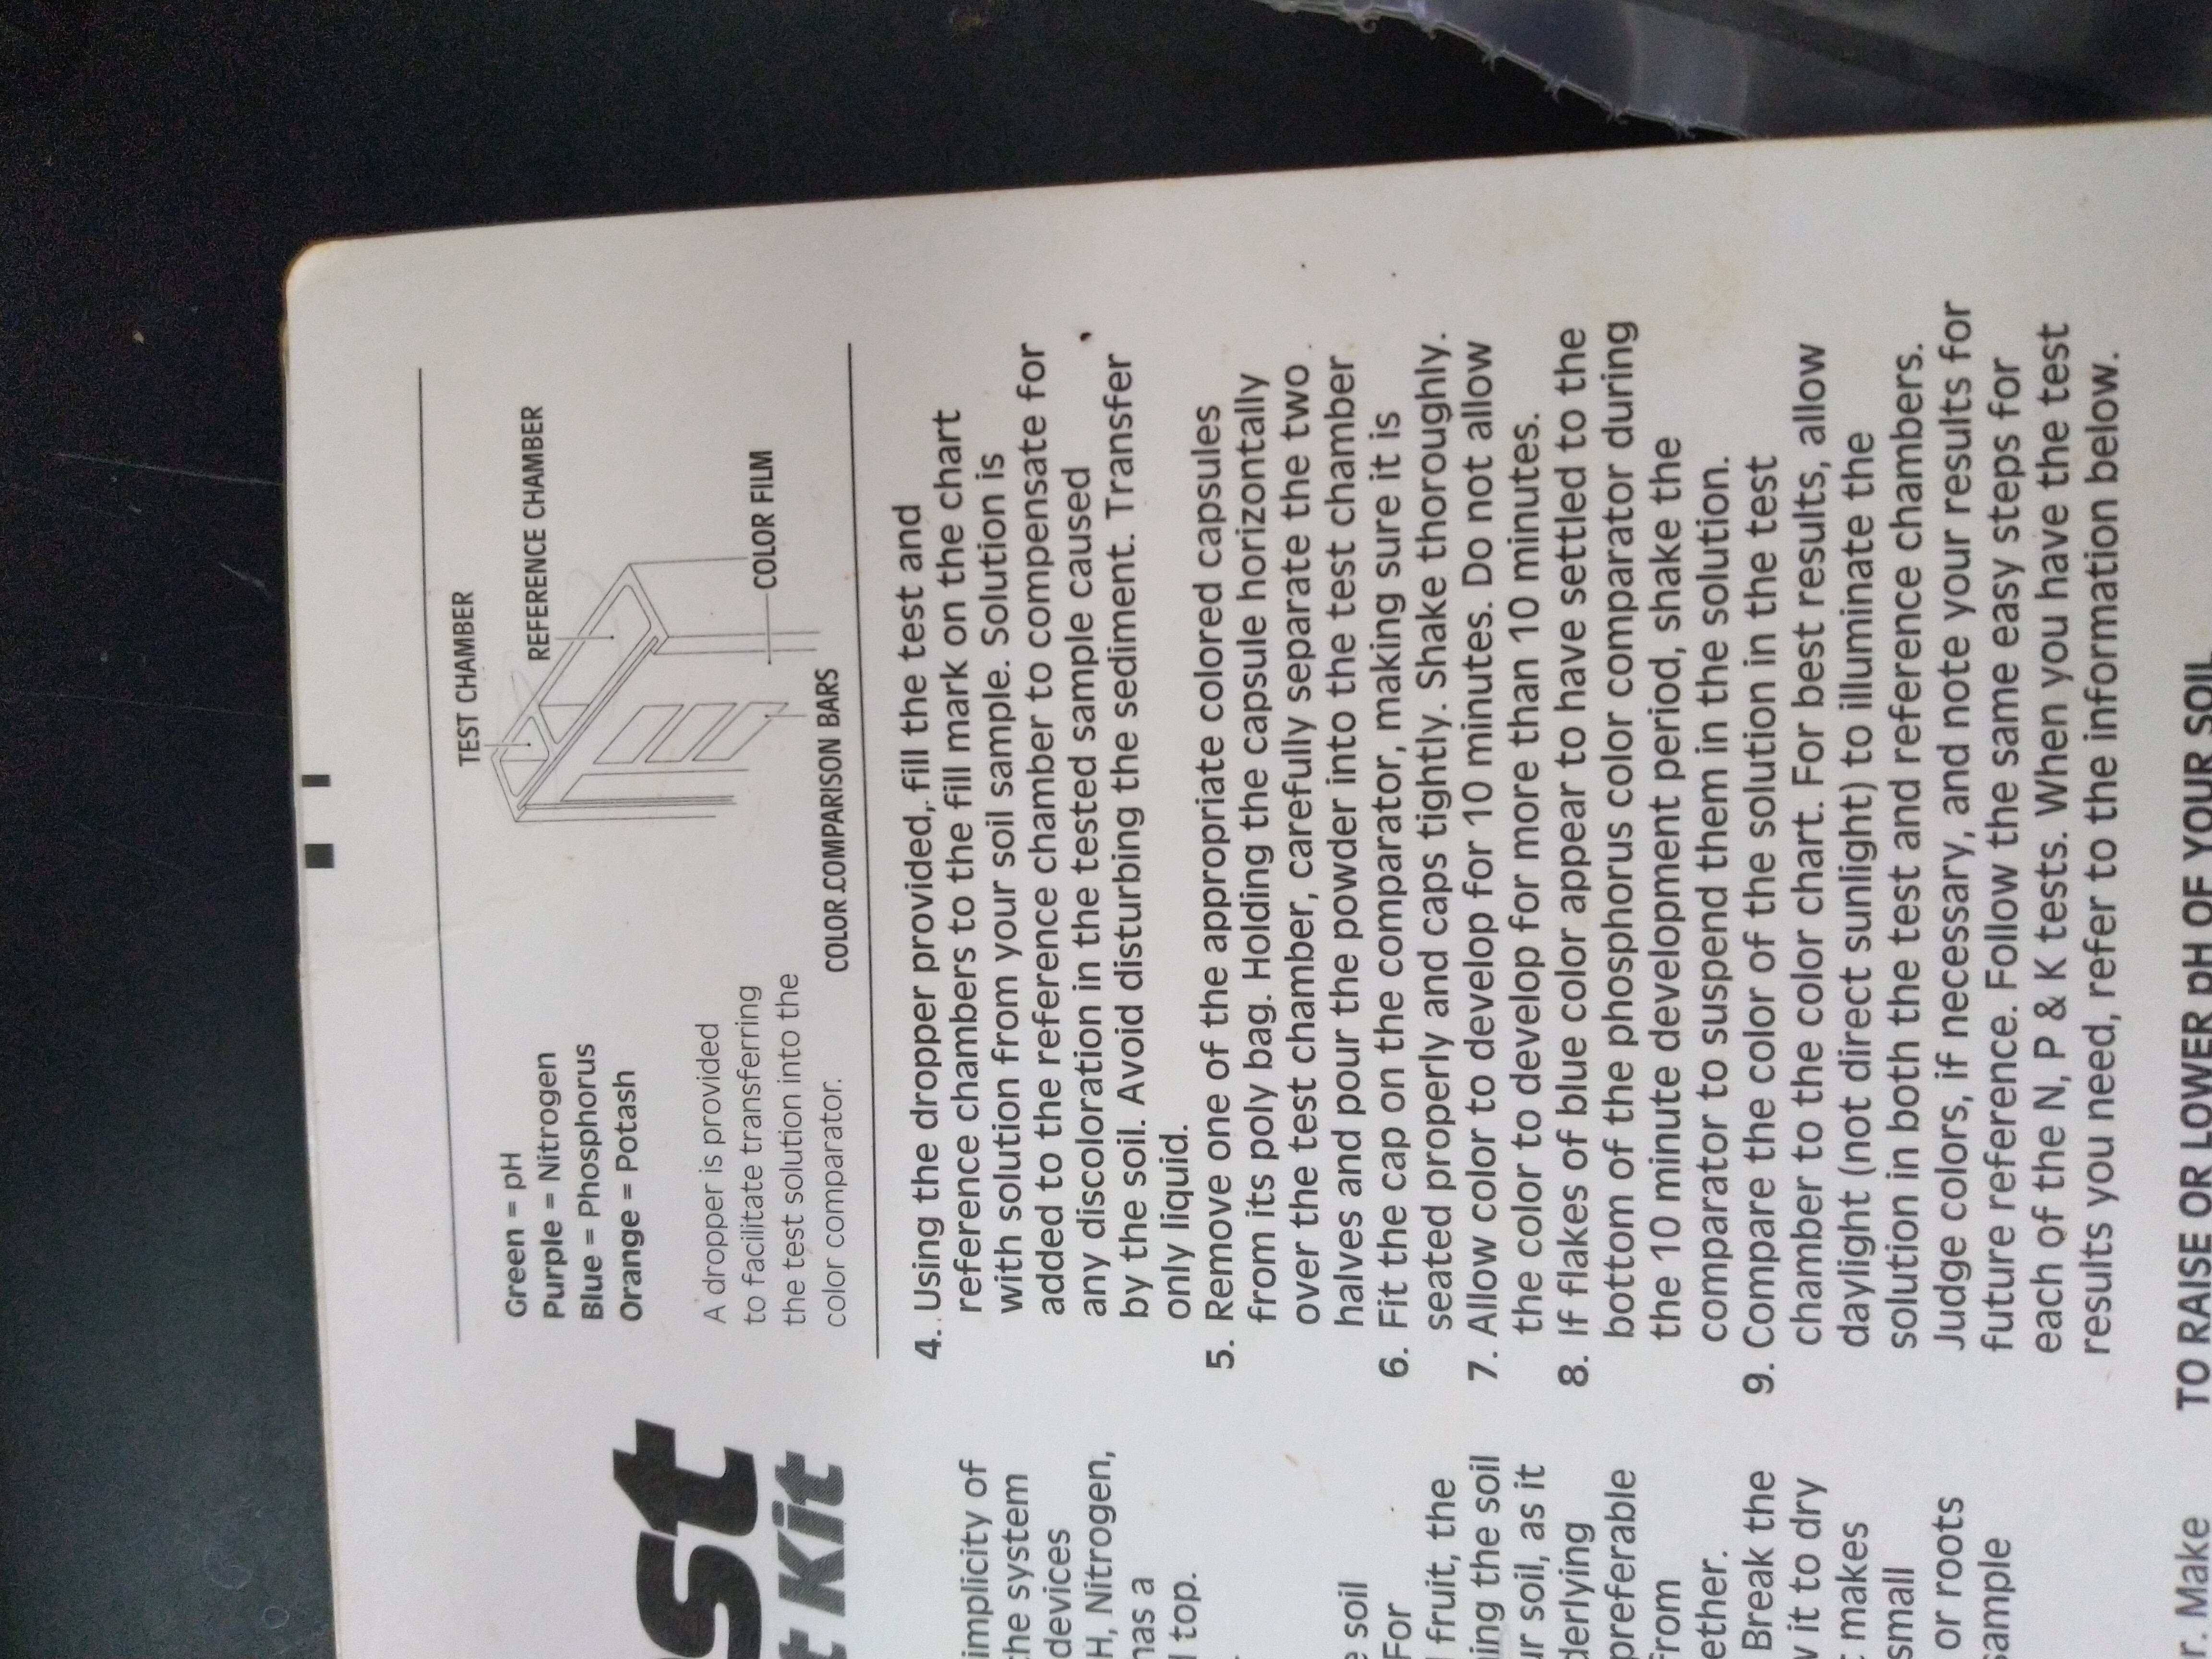 st
t Kit
implicity of
the system
devices
H, Nitrogen,
has a
top.
soil
For
fruit, the
ing the soil
ur soil, as it
derlying
preferable
from
ether.
Break the
it to dry
makes
small
or roots
sample
r. Make
Green = pH
Purple = Nitrogen
Blue = Phosphorus
Orange = Potash
A dropper is provided
to facilitate transferring
the test solution into the
color comparator.
TEST CHAMBER
REFERENCE CHAMBER
COLOR FILM
COLOR COMPARISON BARS
4. Using the dropper provided, fill the test and
reference chambers to the fill mark on the chart
with solution from your soil sample. Solution is
added to the reference chamber to compensate for
any discoloration in the tested sample caused
by the soil. Avoid disturbing the sediment. Transfer
only liquid.
5. Remove one of the appropriate colored capsules
from its poly bag. Holding the capsule horizontally
over the test chamber, carefully separate the two
halves and pour the powder into the test chamber
6. Fit the cap on the comparator, making sure it is
seated properly and caps tightly. Shake thoroughly.
7. Allow color to develop for 10 minutes. Do not allow
the color to develop for more than 10 minutes.
8. If flakes of blue color appear to have settled to the
bottom of the phosphorus color comparator during
the 10 minute development period, shake the
comparator to suspend them in the solution.
9. Compare the color of the solution in the test
chamber to the color chart. For best results, allow
daylight (not direct sunlight) to illuminate the
solution in both the test and reference chambers.
Judge colors, if necessary, and note your results for
future reference. Follow the same easy steps for
each of the N, P & K tests. When you have the test
results you need, refer to the information below.
TO RAISE OR LOWER pH OF YOUR SOIL